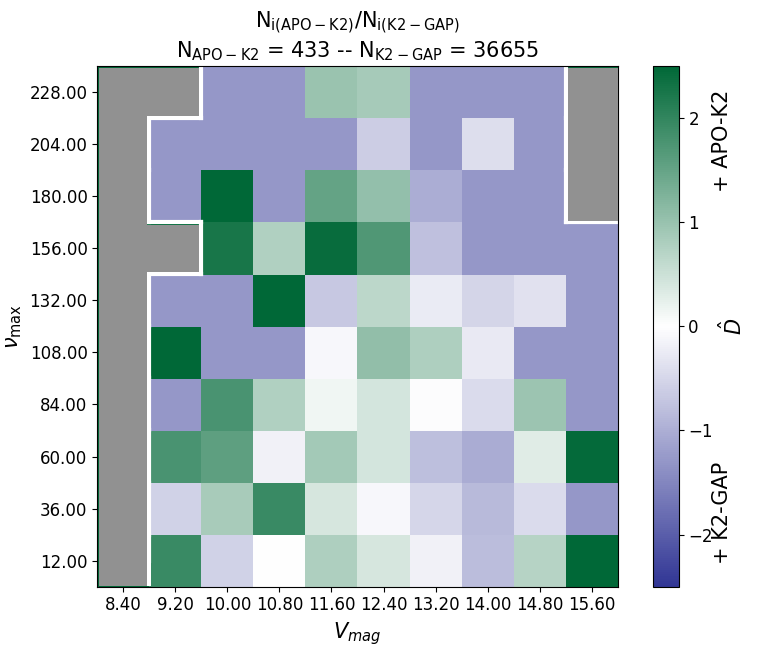 N_i(APO−K2)/N_i(K2−GAP)
N_APO−K2 = 433 -- N_K2−GAP = 36655
228.00
204.00
180.00
156.00
132.00
108.00
84.00
60.00
36.00
12.00
ν_max
8.40 9.20 10.00 10.80 11.60 12.40 13.20 14.00 14.80 15.60
V_mag
2
1
0
−1
−2
+ APO-K2
D̂
+ K2-GAP